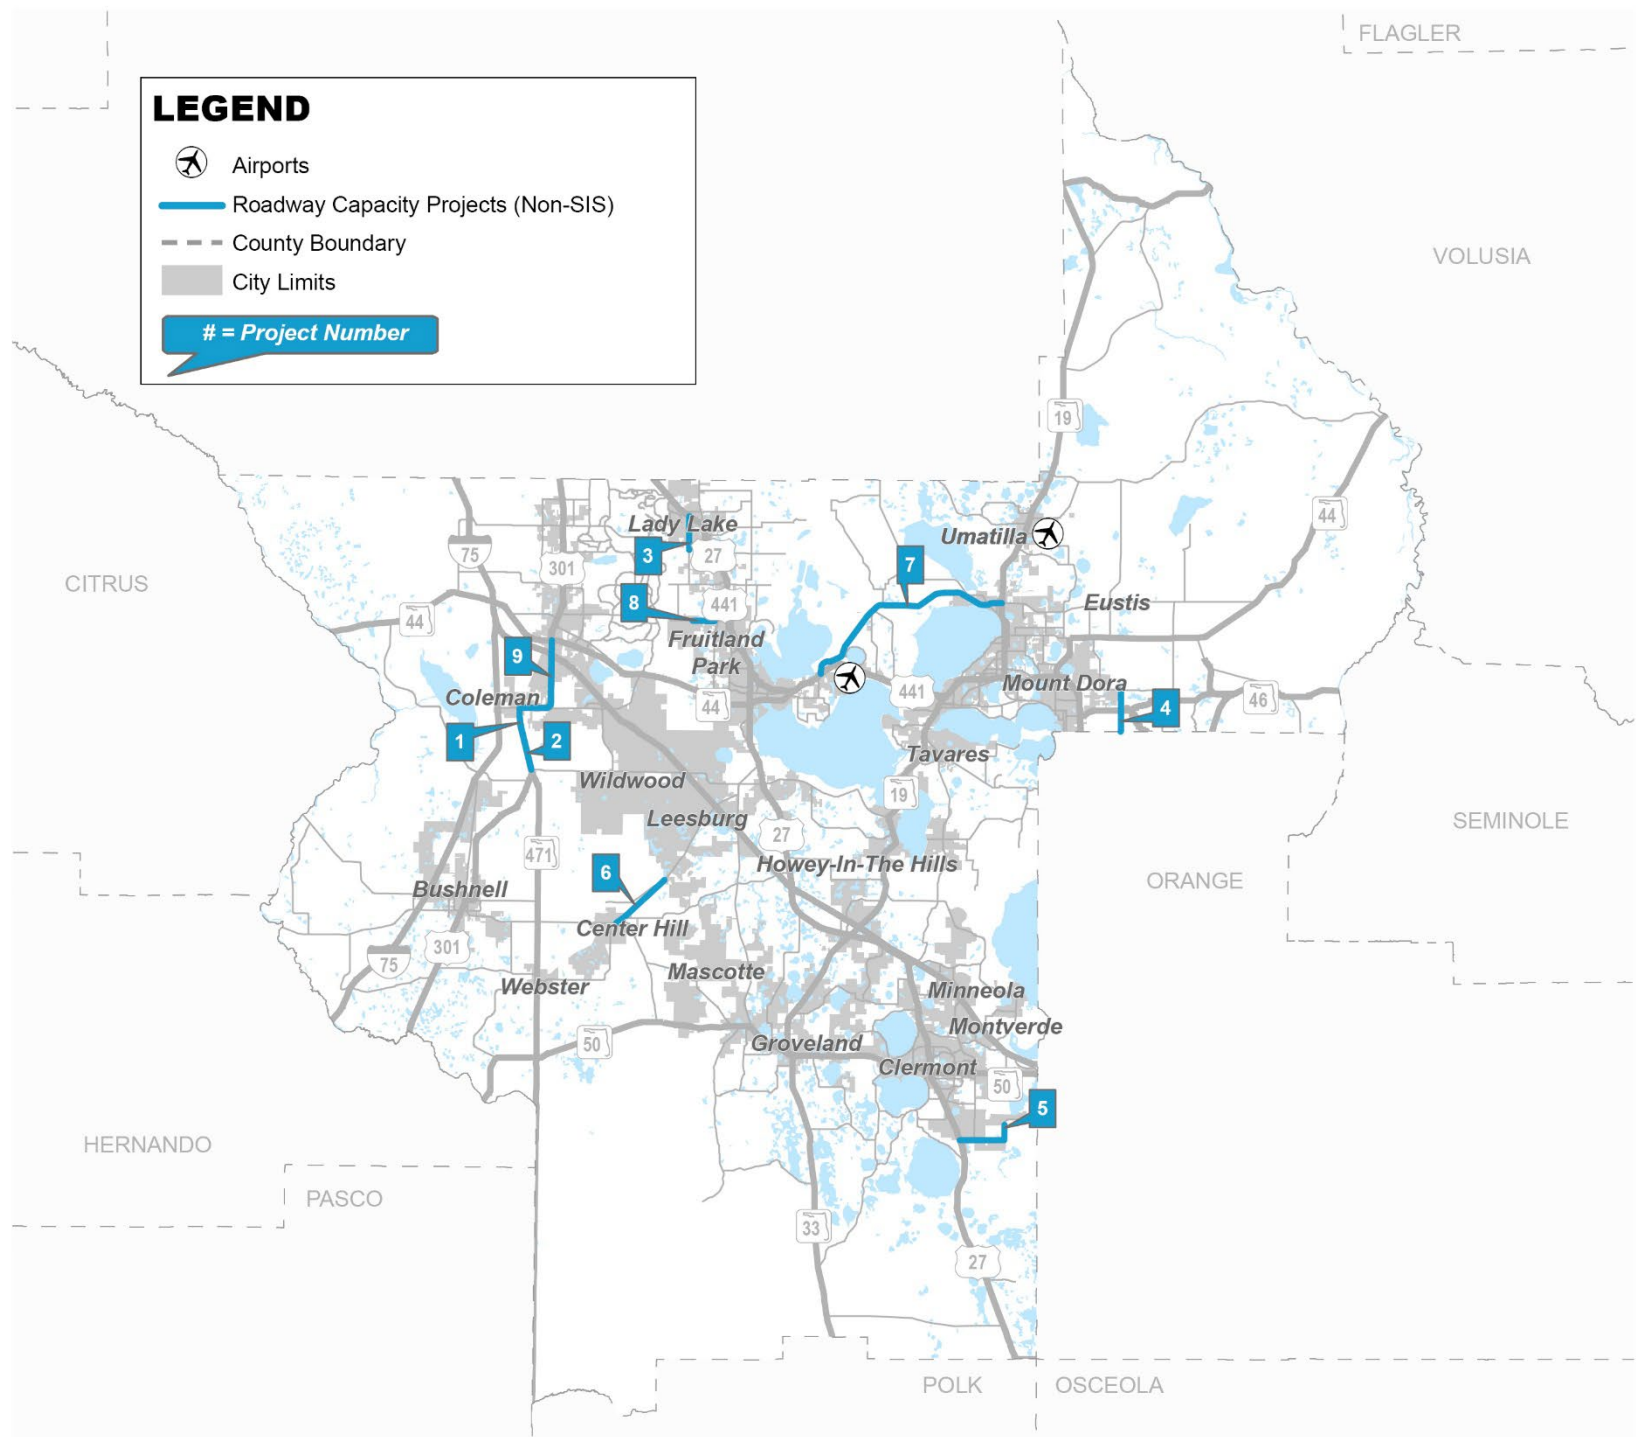 FLAGLER
LEGEND
Airports
Roadway Capacity Projects (Non-SIS)
County Boundary
City Limits
# = Project Number
VOLUSIA
19
44
Lady Lake
Umatilla
3
27
75
301
7
CITRUS
8
441
Eustis
44
Fruitland
Park
9
Coleman
44
441
Mount Dora
46
4
1
2
Tavares
Wildwood
19
Leesburg
SEMINOLE
27
471
Howey-In-The Hills
6
ORANGE
Bushnell
Center Hill
301
75
Mascotte
Webster
Minneola
Montverde
50
Groveland
Clermont
50
5
HERNANDO
PASCO
33
27
POLK
OSCEOLA